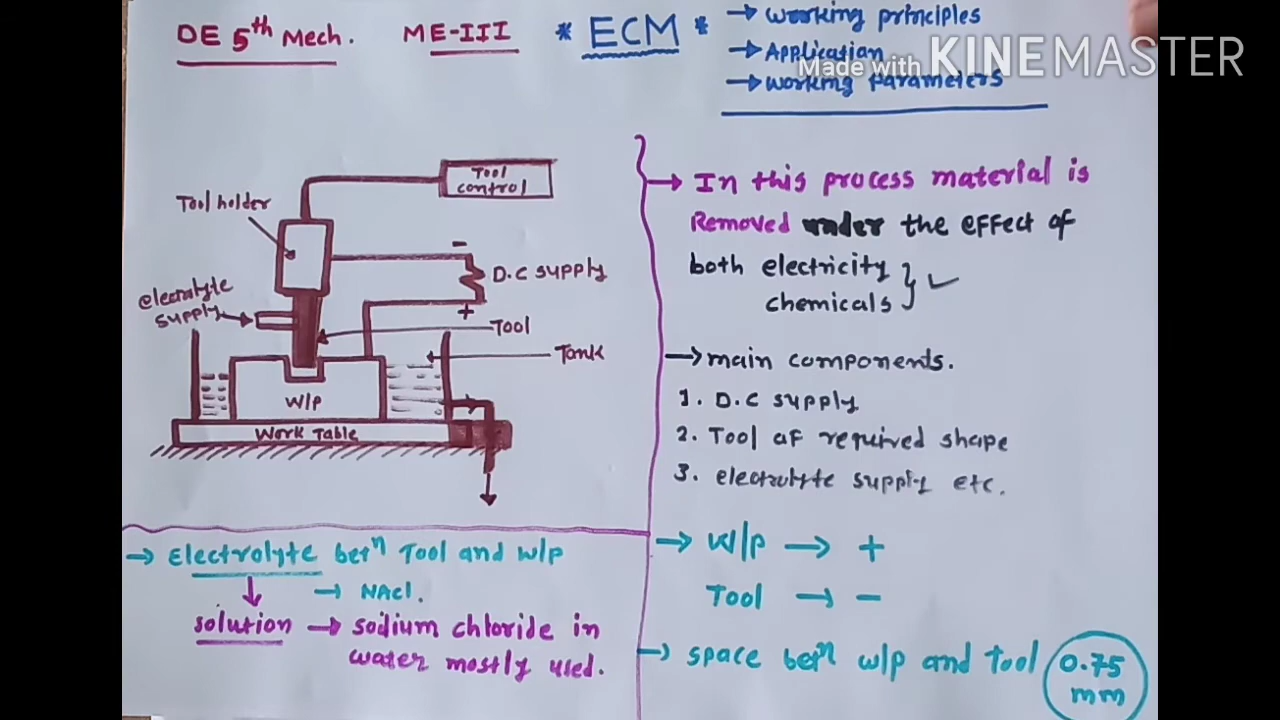 DE 5th Mech. ME-III * ECM *
→ Working principles
→ Application
→ Working Parameters
Made with KINEMASTER
Tool control
Tool holder
-
D.C supply
+
electrolyte supply
Tool
Tank
W/P
Work Table
→ In this process material is
Removed under the effect of
both electricity
chemicals
→ main components.
1. D.C supply
2. Tool of required shape
3. electrolyte supply etc.
→ W/P → +
Tool → -
→ space betn w/p and Tool 0.75 mm
→ Electrolyte betn Tool and W/P
→ NACl.
solution → sodium chloride in
water mostly used.